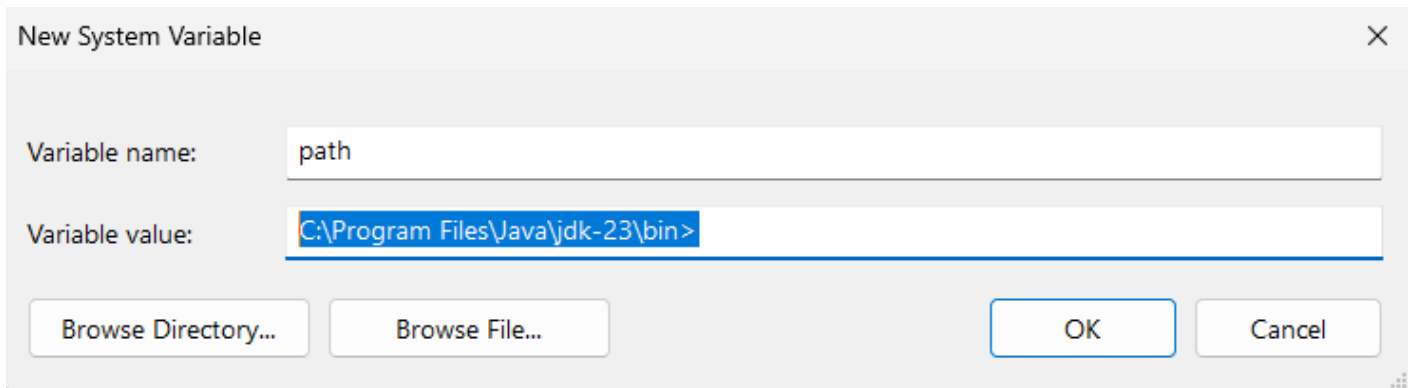 New System Variable
Variable name: path
Variable value: C:\Program Files\Java\jdk-23\bin>
Browse Directory... Browse File... OK Cancel